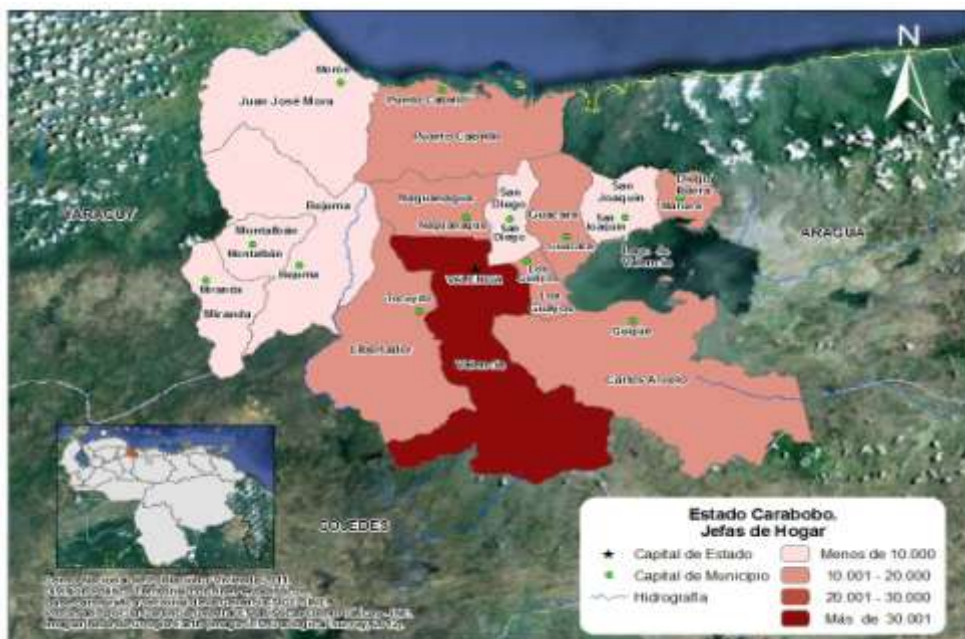 N
Morón
Juan José Mora
Puerto Cabello
Puerto Cabello
Bejuma
Naguanagua
Naguanagua
San
Diego
San
Diego
Guacara
Guacara
San
Joaquín
San
Joaquín
Diego
Ibarra
Mariara
YARACUY
ARAGUA
Montalbán
Montalbán
Bejuma
Miranda
Miranda
Lago de
Valencia
VALENCIA
Los
Guayos
Los
Guayos
Tocuyito
Libertador
Valencia
Güigüe
Carlos Arvelo
COJEDES
Estado Carabobo.
Jefas de Hogar
Capital de Estado
Menos de 10.000
Capital de Municipio
10.001 - 20.000
Hidrografía
20.001 - 30.000
Más de 30.001